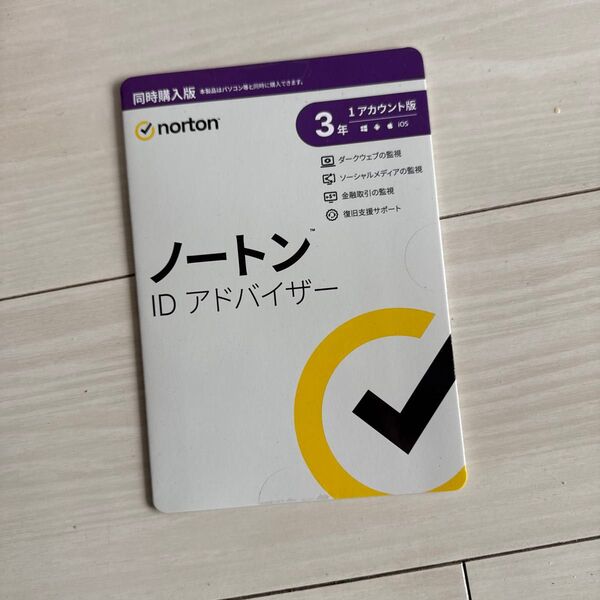 同時購入版 本製品はパソコン等と同時に購入できます。
norton
3年 1アカウント版
iOS
ダークウェブの監視
ソーシャルメディアの監視
金融取引の監視
復旧支援サポート
ノートン™
ID アドバイザー